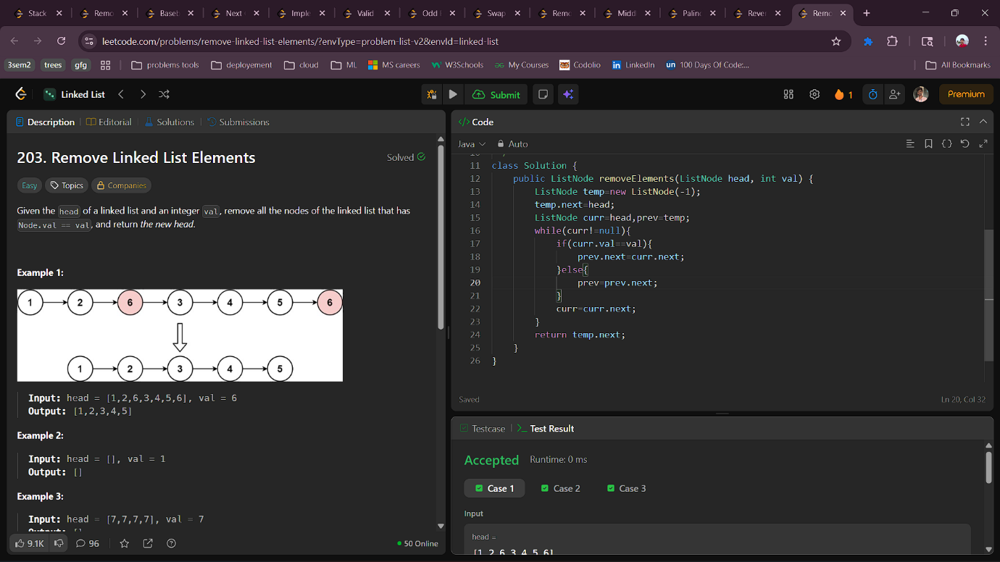 Stack
Remo
Baseb
Next
Imple
Valid
Odd
Swap
Remo
Middl
Palin
Rever
Remo
leetcode.com/problems/remove-linked-list-elements/?envType=problem-list-v2&envId=linked-list
3sem2
trees
gfg
problems tools
deployement
cloud
ML
MS careers
W3Schools
My Courses
Codolio
LinkedIn
100 Days Of Code:...
All Bookmarks
Linked List
Submit
1
Premium
Description
Editorial
Solutions
Submissions
203. Remove Linked List Elements
Solved
Easy
Topics
Companies
Given the head of a linked list and an integer val, remove all the nodes of the linked list that has
Node.val == val, and return the new head.
Example 1:
1 2 6 3 4 5 6
1 2 3 4 5
Input: head = [1,2,6,3,4,5,6], val = 6
Output: [1,2,3,4,5]
Example 2:
Input: head = [], val = 1
Output: []
Example 3:
Input: head = [7,7,7,7], val = 7
9.1K
96
50 Online
</> Code
Java
Auto
11 class Solution {
12 public ListNode removeElements(ListNode head, int val) {
13 ListNode temp=new ListNode(-1);
14 temp.next=head;
15 ListNode curr=head,prev=temp;
16 while(curr!=null){
17 if(curr.val==val){
18 prev.next=curr.next;
19 }else{
20 prev=prev.next;
21 }
22 curr=curr.next;
23 }
24 return temp.next;
25 }
26 }
Saved
Ln 20, Col 32
Testcase
>_ Test Result
Accepted
Runtime: 0 ms
Case 1
Case 2
Case 3
Input
head =
[1,2,6,3,4,5,6]